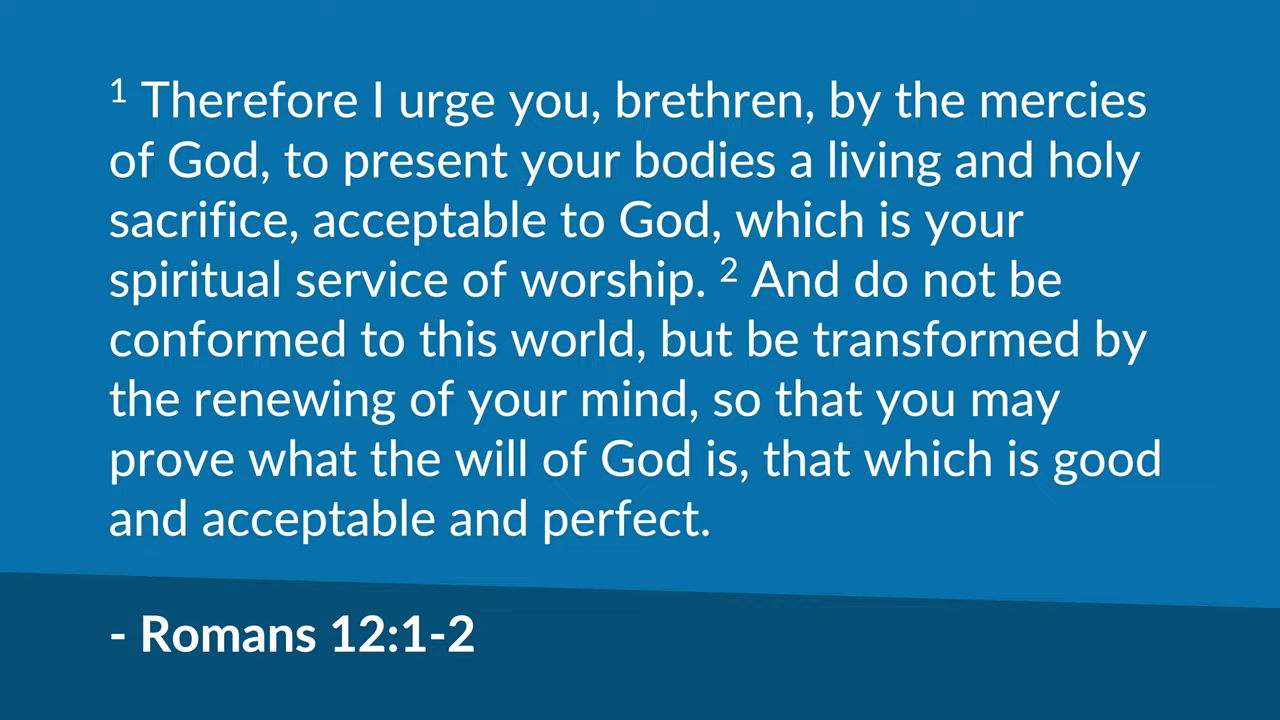 1 Therefore I urge you, brethren, by the mercies
of God, to present your bodies a living and holy
sacrifice, acceptable to God, which is your
spiritual service of worship. 2 And do not be
conformed to this world, but be transformed by
the renewing of your mind, so that you may
prove what the will of God is, that which is good
and acceptable and perfect.
- Romans 12:1-2